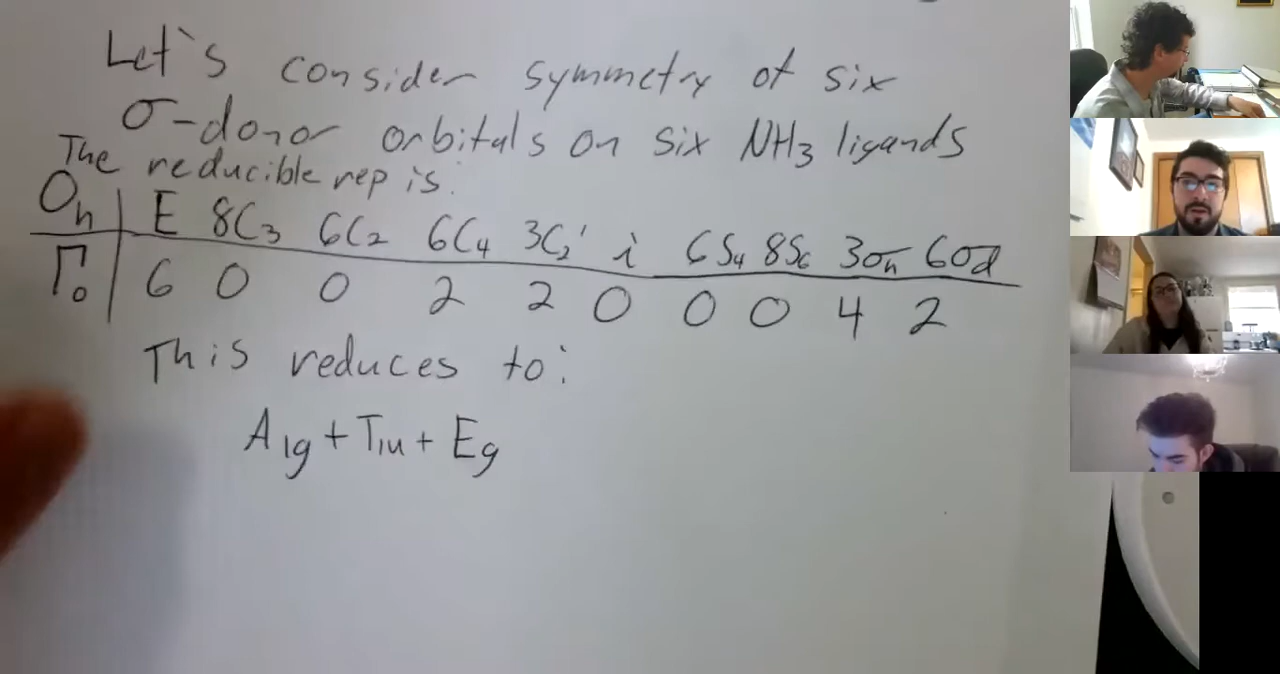 Let's consider symmetry of six
σ-donor orbitals on six NH3 ligands
The reducible rep is:
Oh E 8C3 6C2 6C4 3C2' i 6S4 8S6 3σh 6σd
Γσ 6 0 0 2 2 0 0 0 4 2
This reduces to:
A1g + T1u + Eg